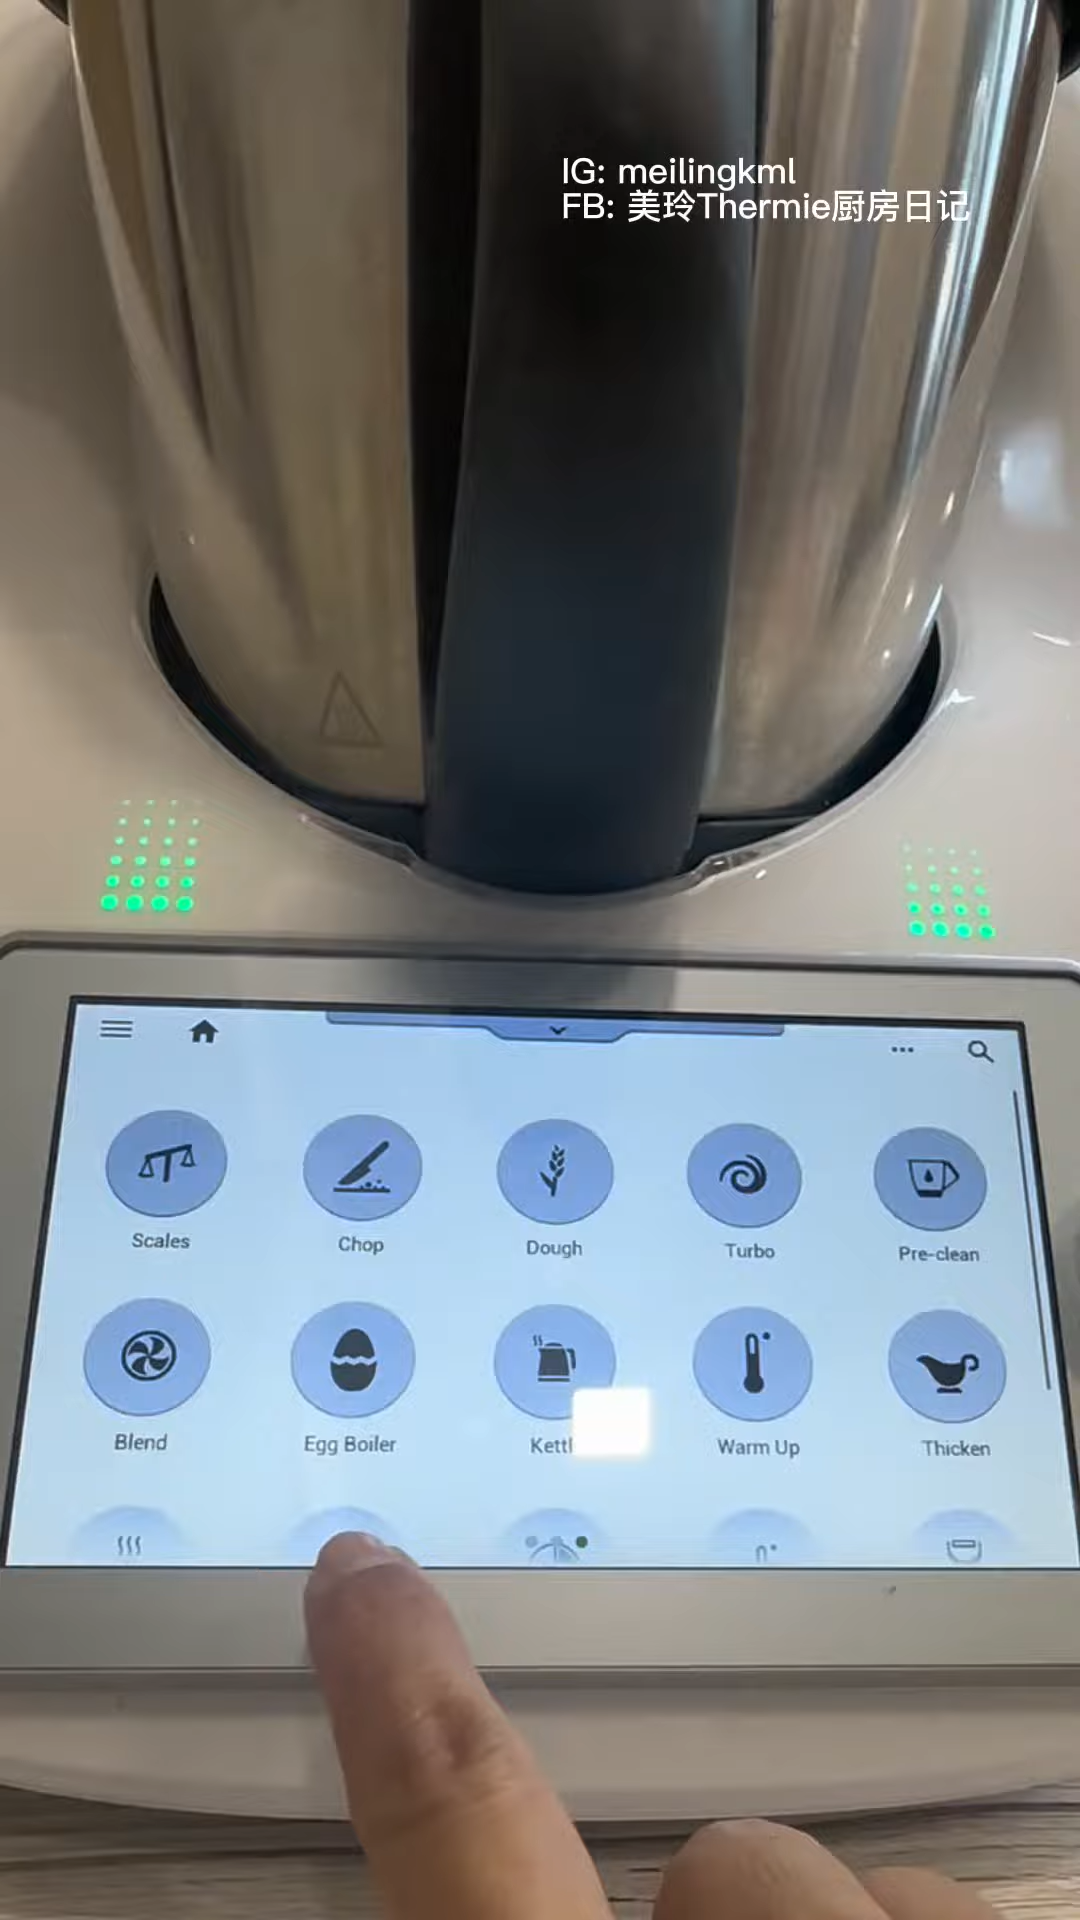 IG: meilingkml
FB: 美玲Thermie厨房日记
Scales
Chop
Dough
Turbo
Pre-clean
Blend
Egg Boiler
Kettl
Warm Up
Thicken